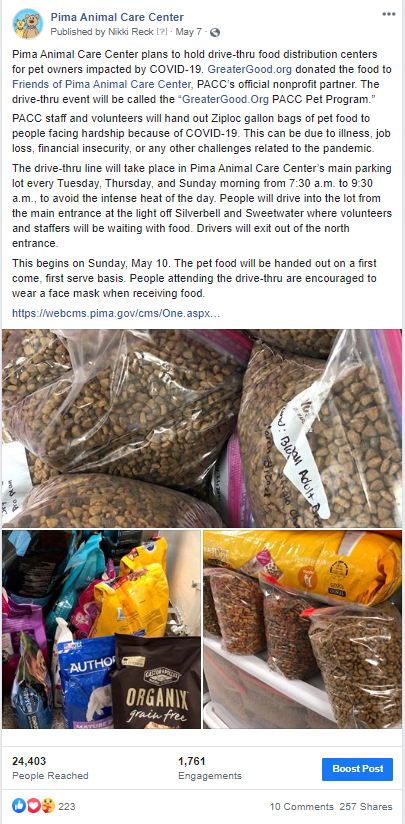 Pima Animal Care Center
Published by Nikki Reck [?] · May 7 ·
Pima Animal Care Center plans to hold drive-thru food distribution centers
for pet owners impacted by COVID-19. GreaterGood.org donated the food to
Friends of Pima Animal Care Center, PACC's official nonprofit partner. The
drive-thru event will be called the “GreaterGood.Org PACC Pet Program.”
PACC staff and volunteers will hand out Ziploc gallon bags of pet food to
people facing hardship because of COVID-19. This can be due to illness, job
loss, financial insecurity, or any other challenges related to the pandemic.
The drive-thru line will take place in Pima Animal Care Center's main parking
lot every Tuesday, Thursday, and Sunday morning from 7:30 a.m. to 9:30
a.m., to avoid the intense heat of the day. People will drive into the lot from
the main entrance at the light off Silverbell and Sweetwater where volunteers
and staffers will be waiting with food. Drivers will exit out of the north
entrance.
This begins on Sunday, May 10. The pet food will be handed out on a first
come, first serve basis. People attending the drive-thru are encouraged to
wear a face mask when receiving food.
https://webcms.pima.gov/cms/One.aspx...
Adult
AUTHO
ORGANIX
grain free
24,403
People Reached
1,761
Engagements
Boost Post
223
10 Comments 257 Shares